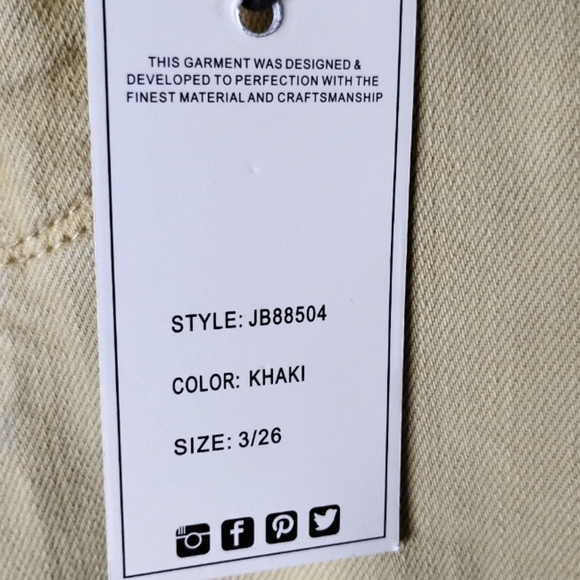 THIS GARMENT WAS DESIGNED &
DEVELOPED TO PERFECTION WITH THE
FINEST MATERIAL AND CRAFTSMANSHIP
STYLE: JB88504
COLOR: KHAKI
SIZE: 3/26